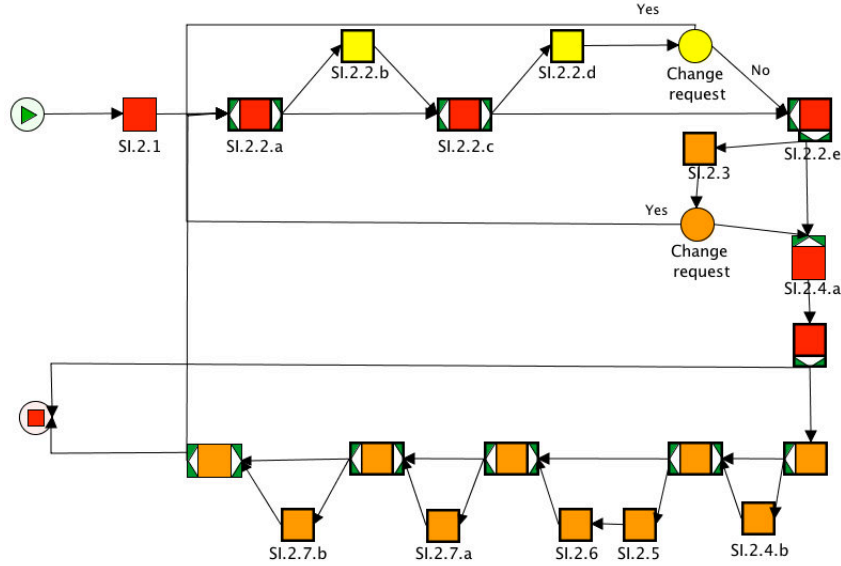 Yes
SI.2.2.b
SI.2.2.d
Change
request
No
SI.2.1
SI.2.2.a
SI.2.2.c
SI.2.2.e
SI.2.3
Yes
Change
request
SI.2.4.a
SI.2.7.b
SI.2.7.a
SI.2.6
SI.2.5
SI.2.4.b